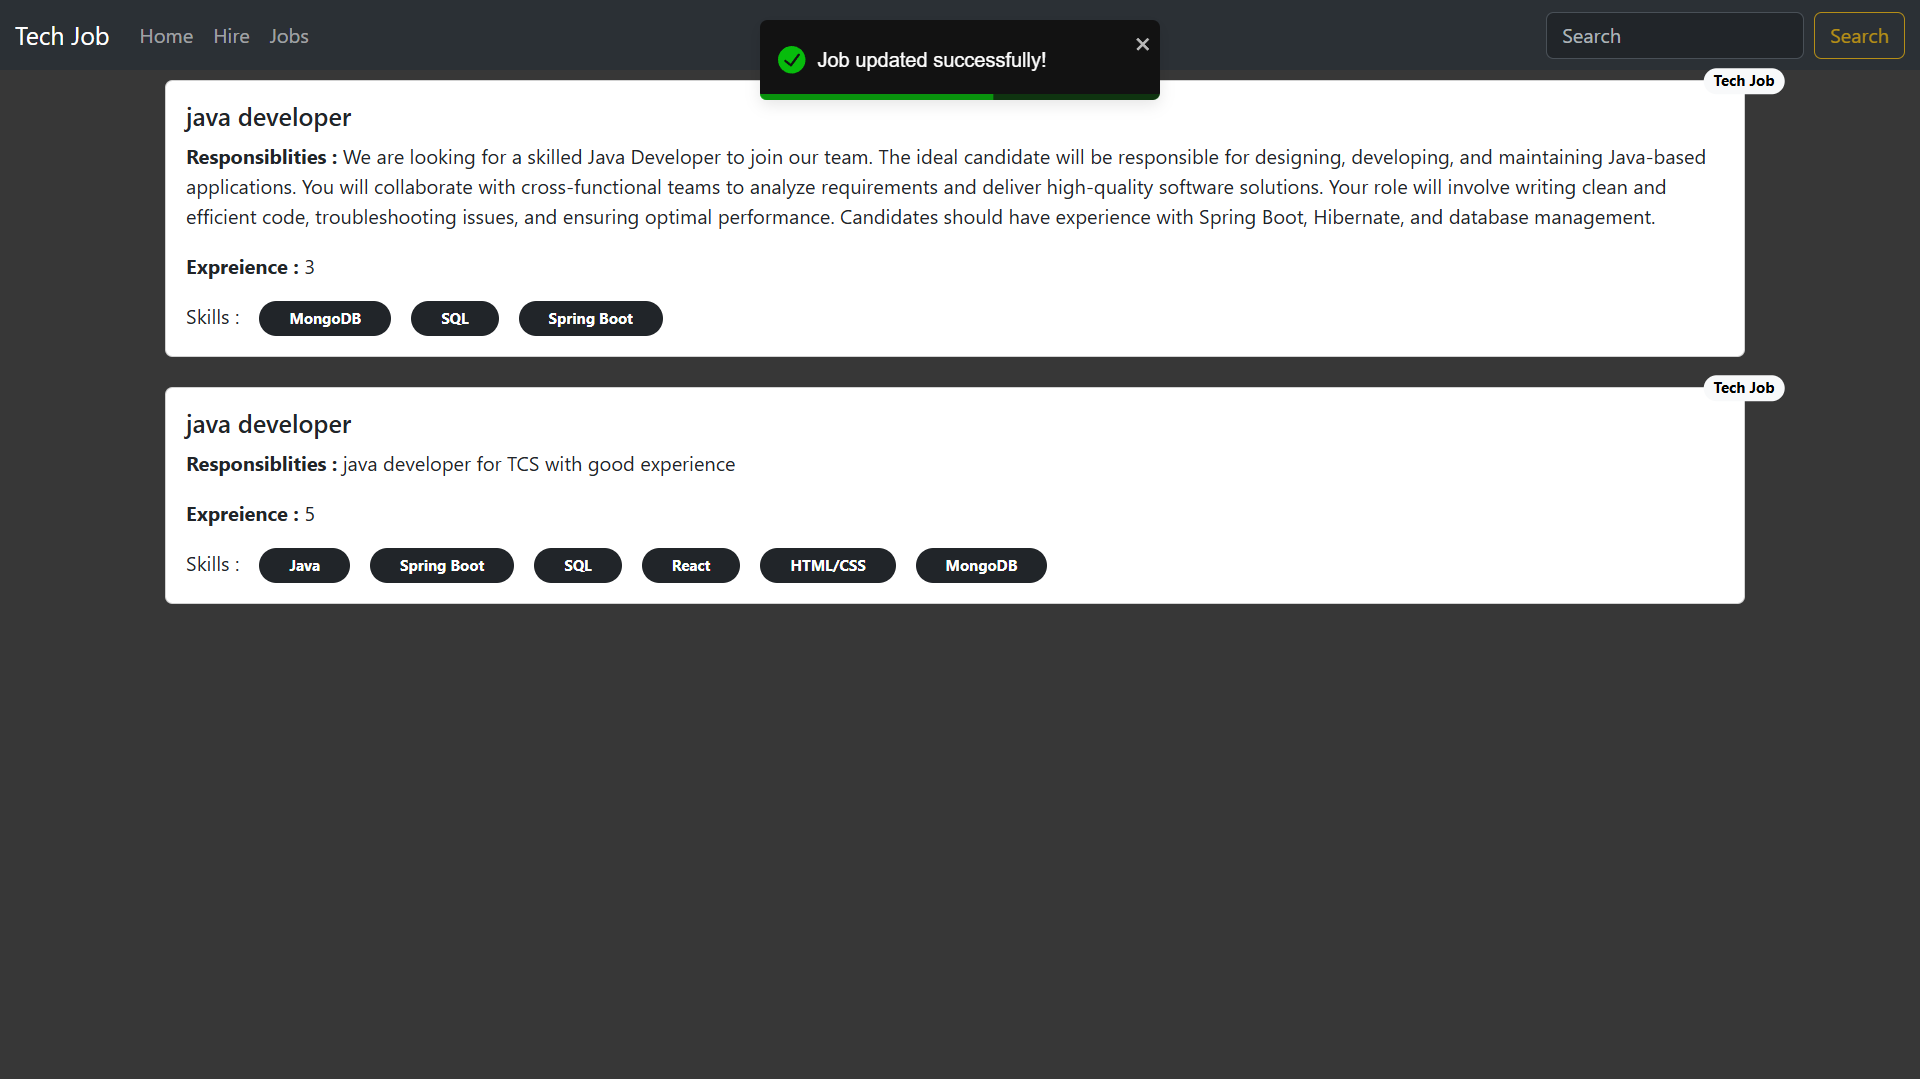 Tech Job Home Hire Jobs Search Search
Job updated successfully!
Tech Job
java developer
Responsiblities : We are looking for a skilled Java Developer to join our team. The ideal candidate will be responsible for designing, developing, and maintaining Java-based
applications. You will collaborate with cross-functional teams to analyze requirements and deliver high-quality software solutions. Your role will involve writing clean and
efficient code, troubleshooting issues, and ensuring optimal performance. Candidates should have experience with Spring Boot, Hibernate, and database management.
Expreience : 3
Skills : MongoDB SQL Spring Boot
Tech Job
java developer
Responsiblities : java developer for TCS with good experience
Expreience : 5
Skills : Java Spring Boot SQL React HTML/CSS MongoDB